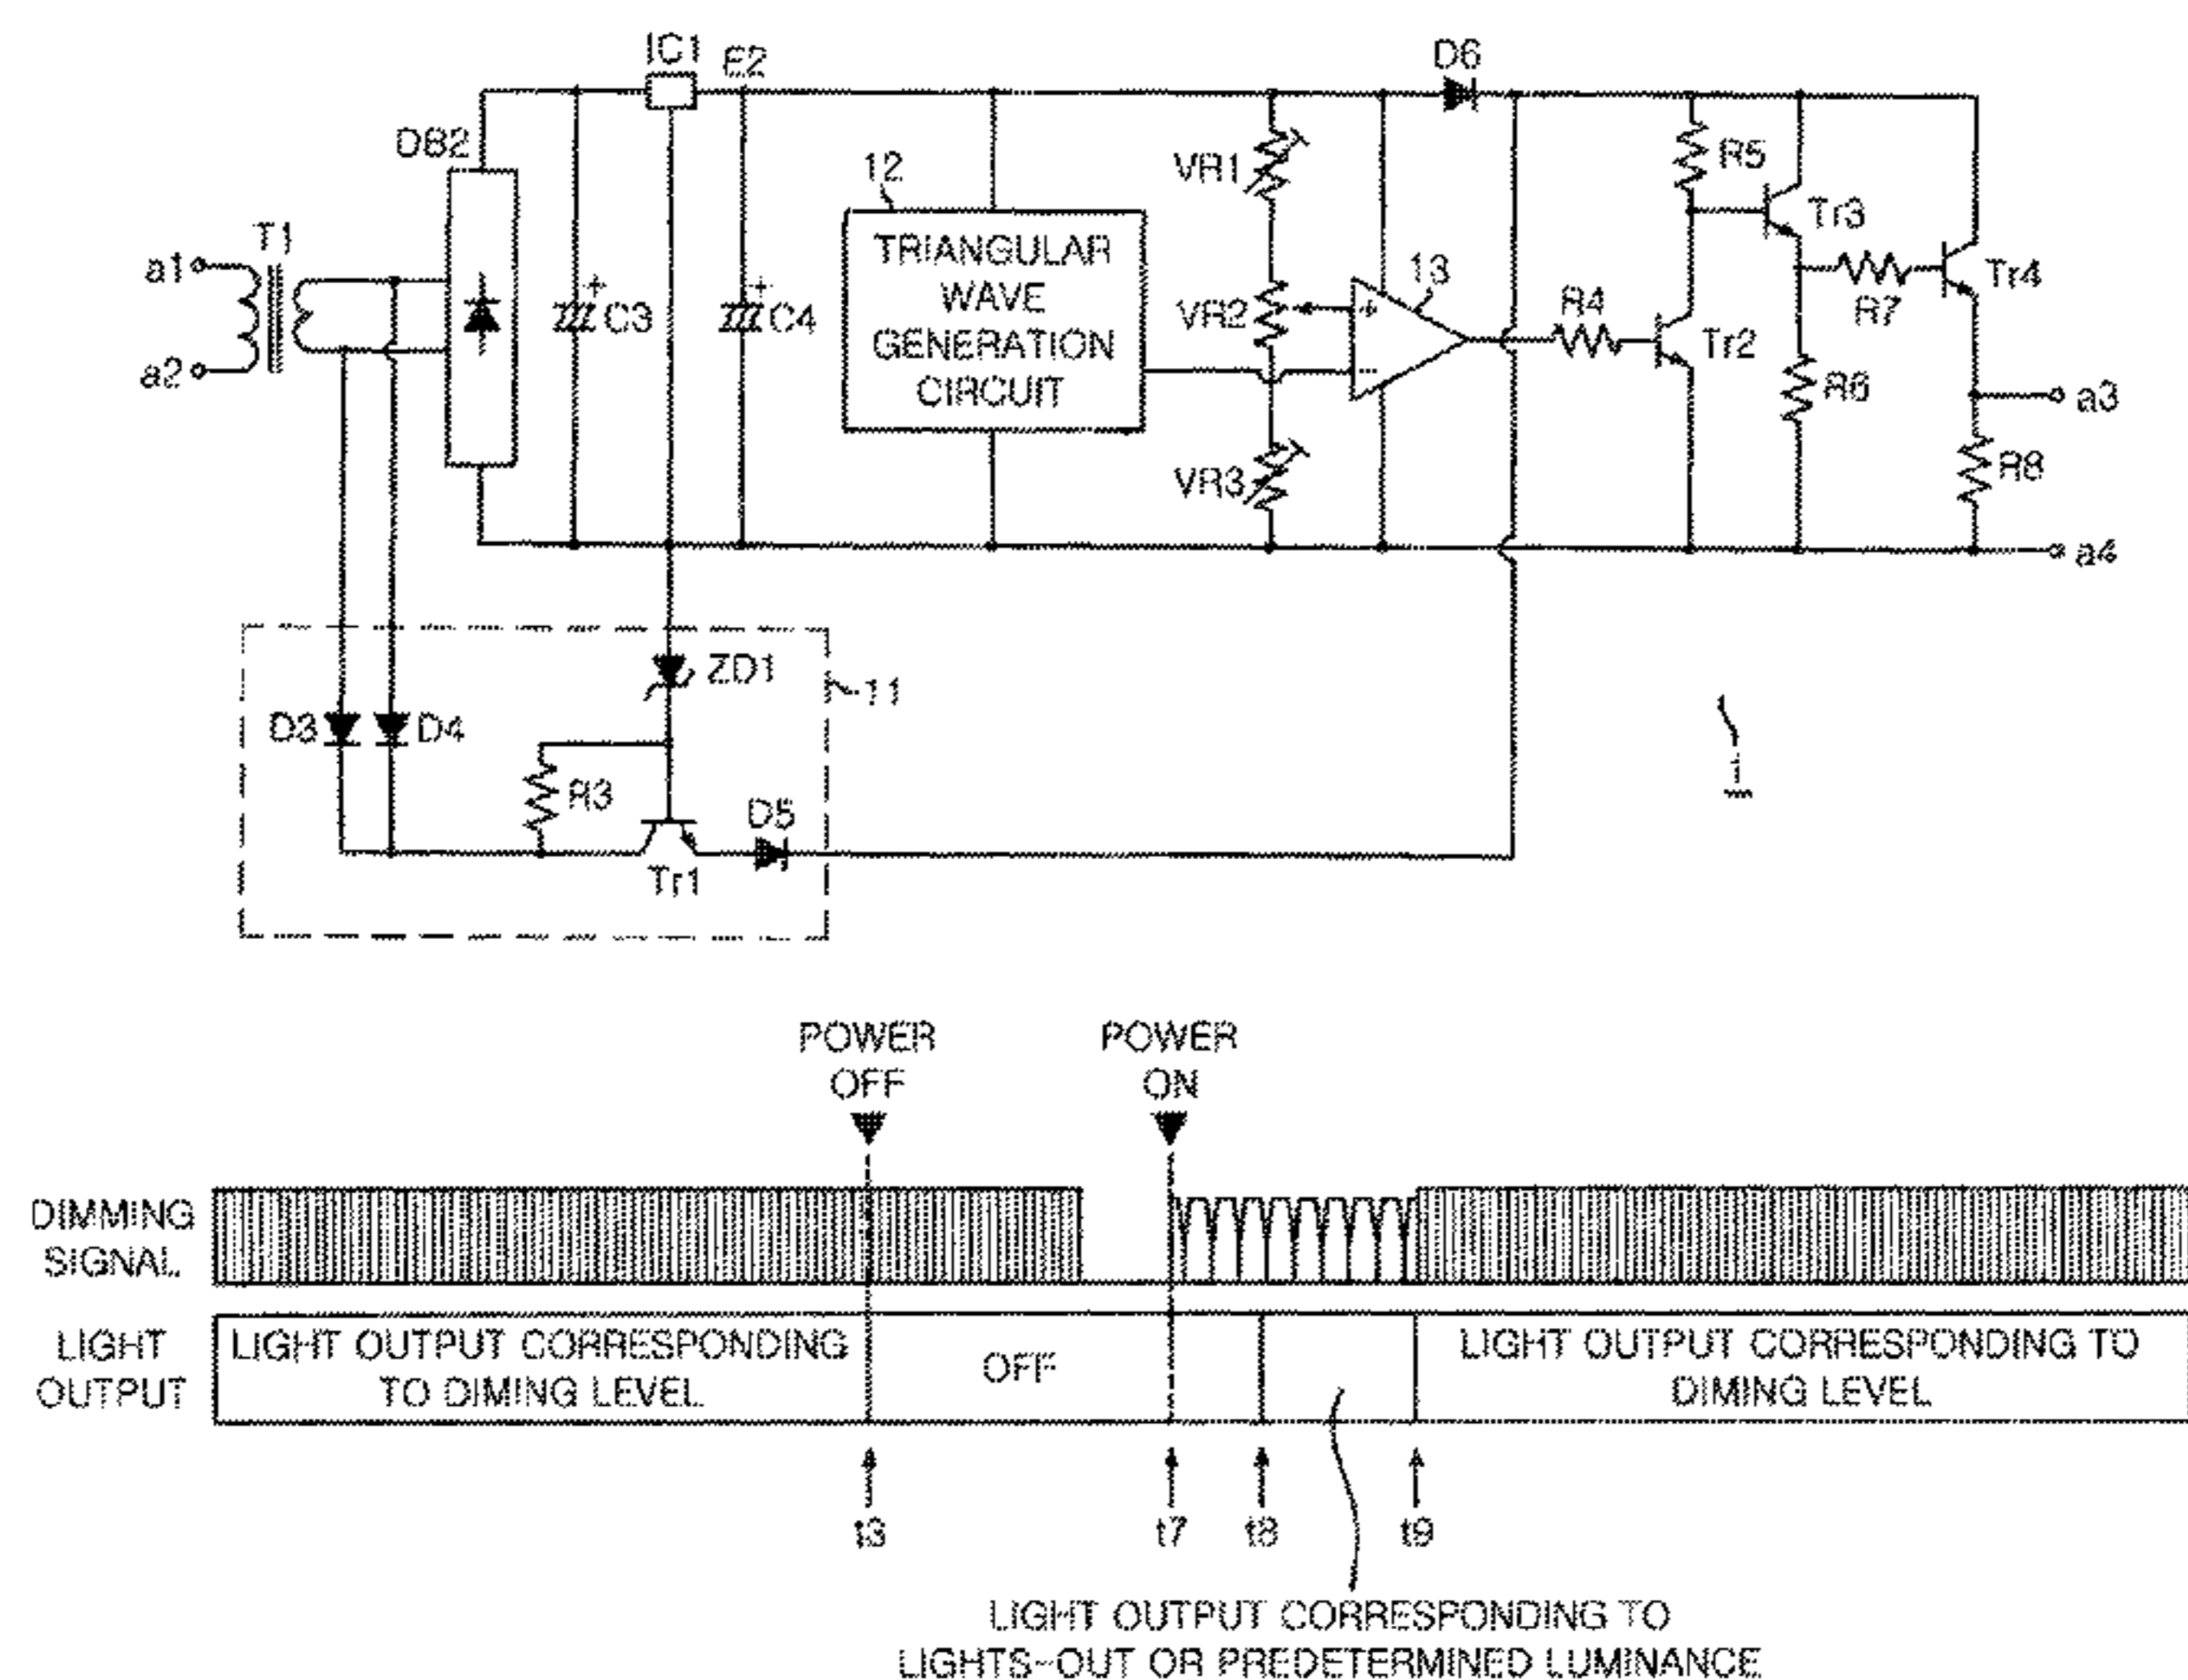 IC1
E2
D6
DB2
12
VR1
R5
Tr3
T1
a1
a2
C3
C4
TRIANGULAR
WAVE
GENERATION
CIRCUIT
VR2
+
-
13
R4
Tr2
R7
Tr4
R6
a3
VR3
R8
a4
ZD1
11
D3
D4
R3
D5
Tr1
1
POWER
OFF
POWER
ON
DIMMING
SIGNAL
LIGHT
OUTPUT
LIGHT OUTPUT CORRESPONDING
TO DIMING LEVEL
OFF
LIGHT OUTPUT CORRESPONDING TO
DIMING LEVEL
t3
t7
t8
t9
LIGHT OUTPUT CORRESPONDING TO
LIGHTS-OUT OR PREDETERMINED LUMINANCE